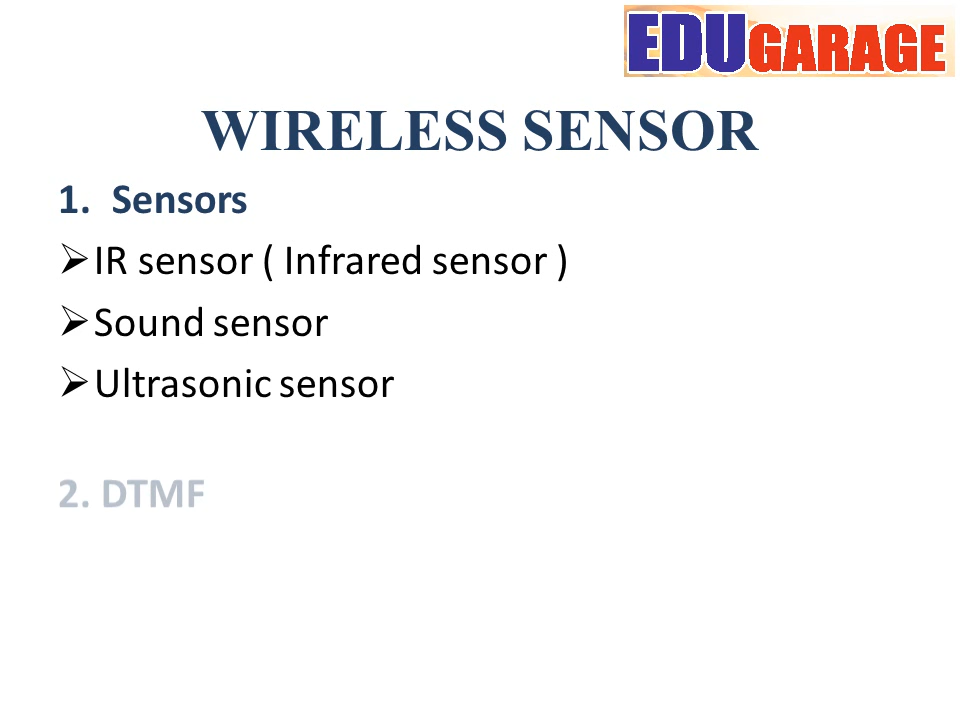 EDUGARAGE
WIRELESS SENSOR
1. Sensors
➢ IR sensor ( Infrared sensor )
➢ Sound sensor
➢ Ultrasonic sensor
2. DTMF